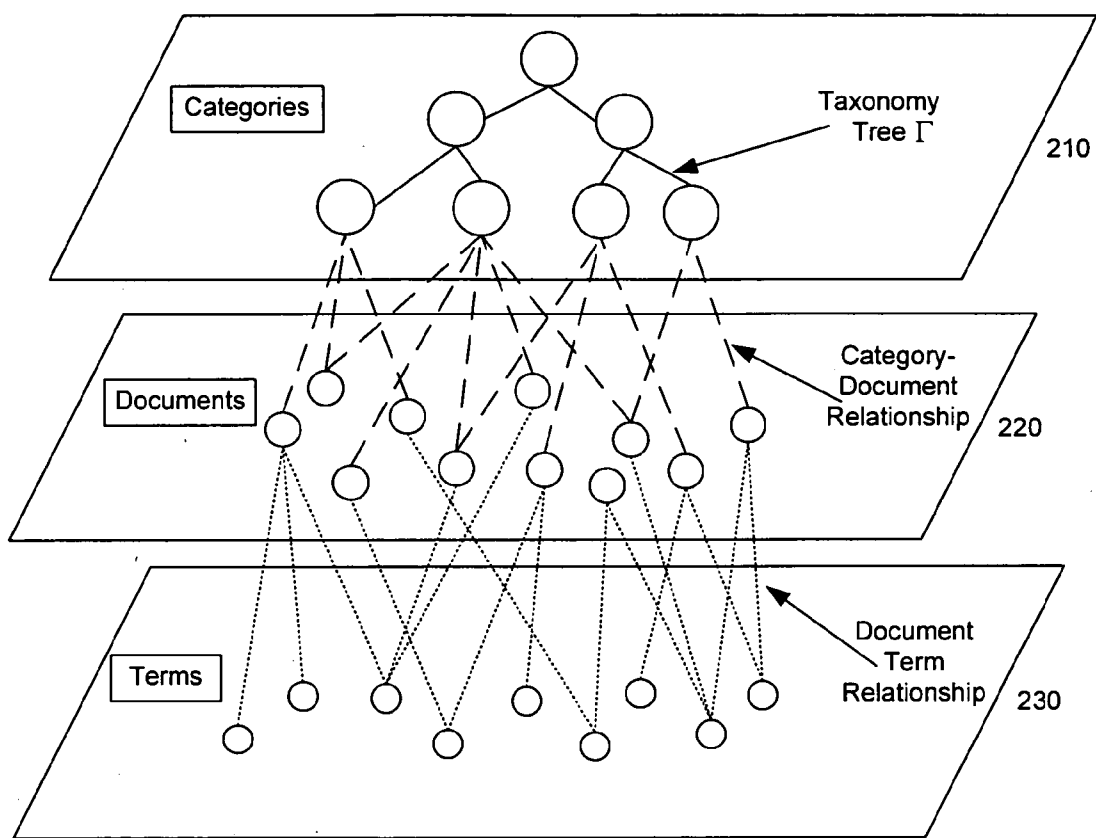 Categories
Taxonomy
Tree Γ
210
Documents
Category-
Document
Relationship
220
Terms
Document
Term
Relationship
230